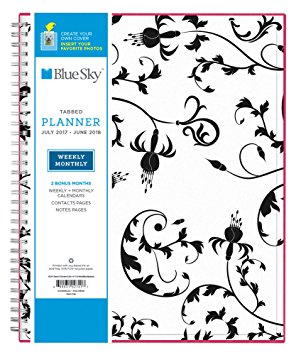 CREATE YOUR
OWN COVER
INSERT YOUR
FAVORITE PHOTOS
BlueSky
TABBED
PLANNER
JULY 2017 - JUNE 2018
WEEKLY
MONTHLY
2 BONUS MONTHS
WEEKLY + MONTHLY
CALENDARS
CONTACTS PAGES
NOTES PAGES